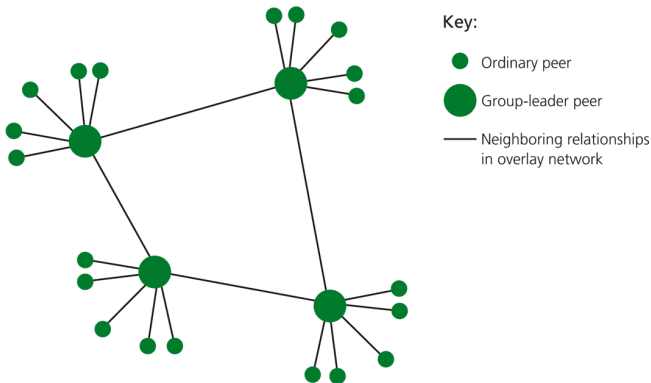 Key:
Ordinary peer
Group-leader peer
Neighboring relationships
in overlay network